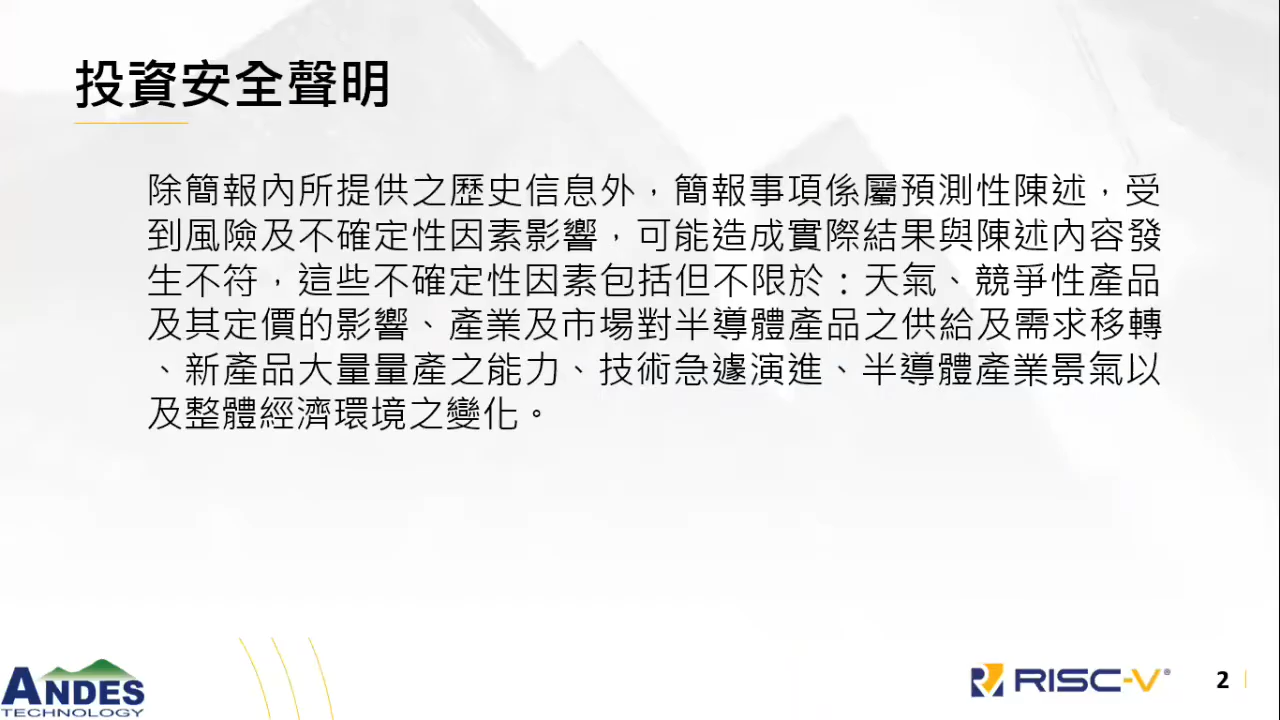 投資安全聲明
除簡報內所提供之歷史信息外，簡報事項係屬預測性陳述，受
到風險及不確定性因素影響，可能造成實際結果與陳述內容發
生不符，這些不確定性因素包括但不限於：天氣、競爭性產品
及其定價的影響、產業及市場對半導體產品之供給及需求移轉
、新產品大量量產之能力、技術急遽演進、半導體產業景氣以
及整體經濟環境之變化。
ANDES
TECHNOLOGY
RISC-V®
2